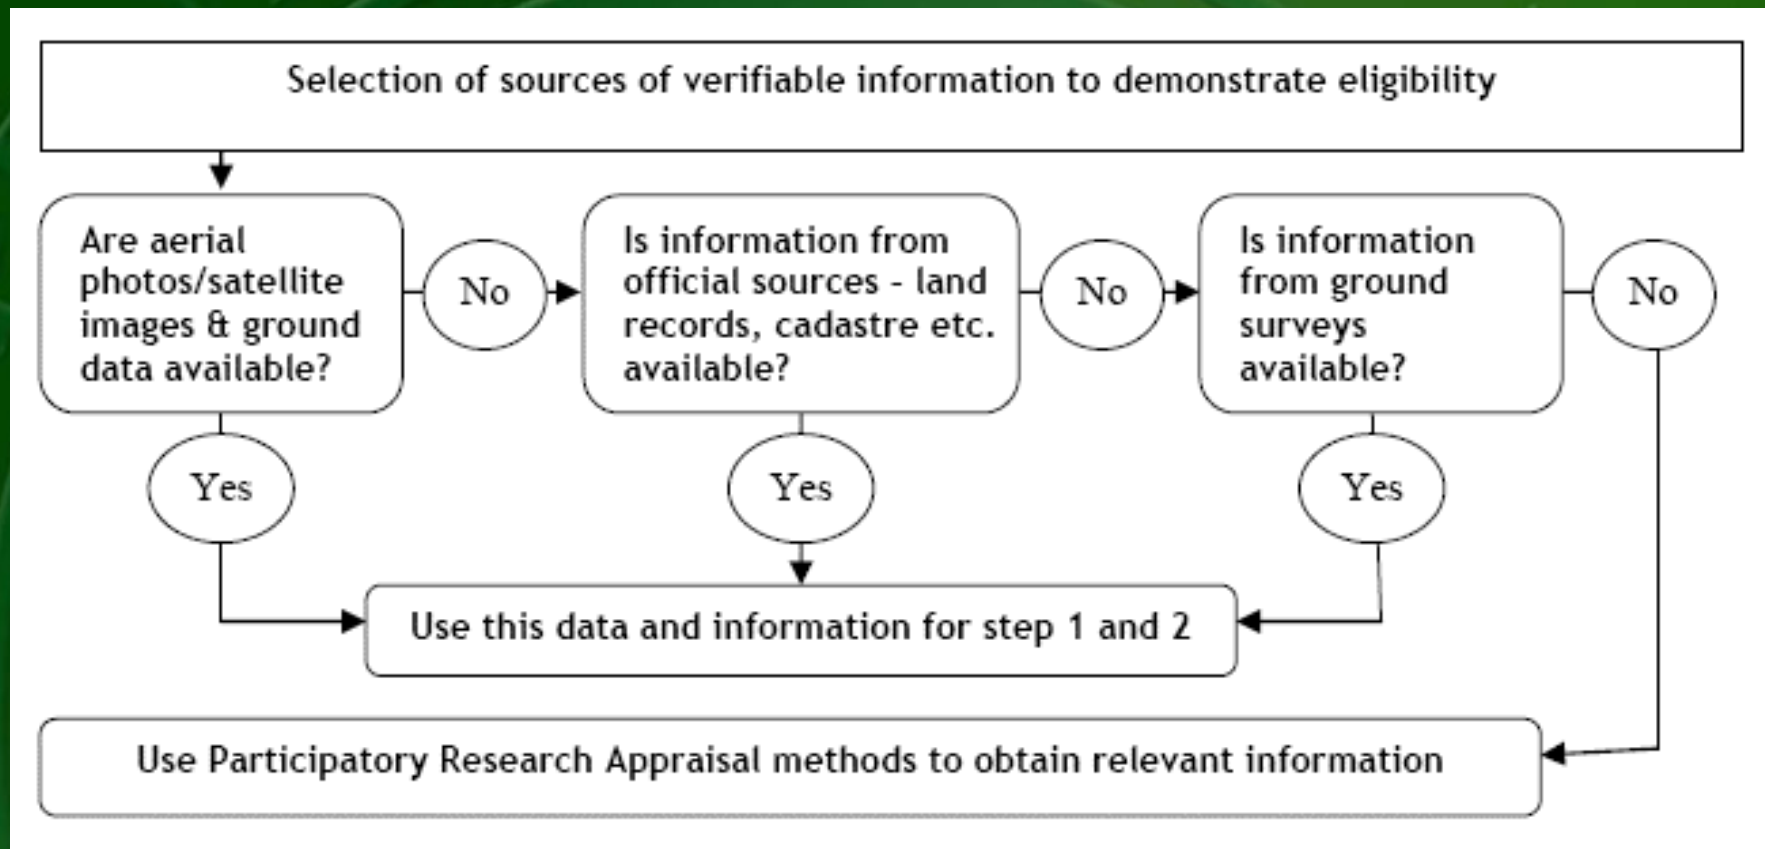 Selection of sources of verifiable information to demonstrate eligibility
Are aerial
photos/satellite
images & ground
data available?
No
Is information from
official sources - land
records, cadastre etc.
available?
No
Is information
from ground
surveys
available?
No
Yes
Yes
Yes
Use this data and information for step 1 and 2
Use Participatory Research Appraisal methods to obtain relevant information